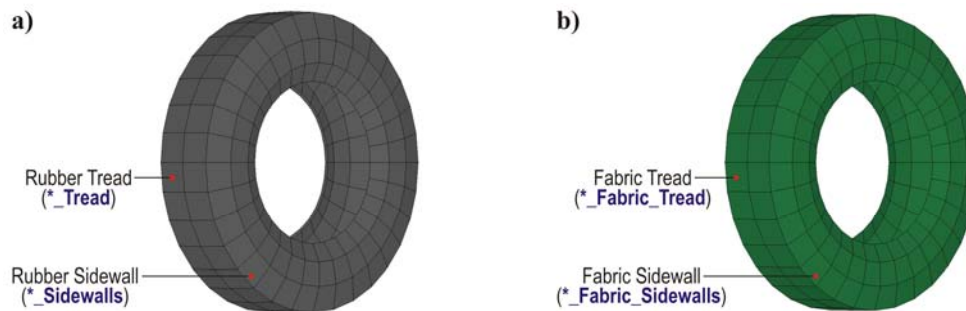 a)
Rubber Tread
(*_Tread)
Rubber Sidewall
(*_Sidewalls)
b)
Fabric Tread
(*_Fabric_Tread)
Fabric Sidewall
(*_Fabric_Sidewalls)